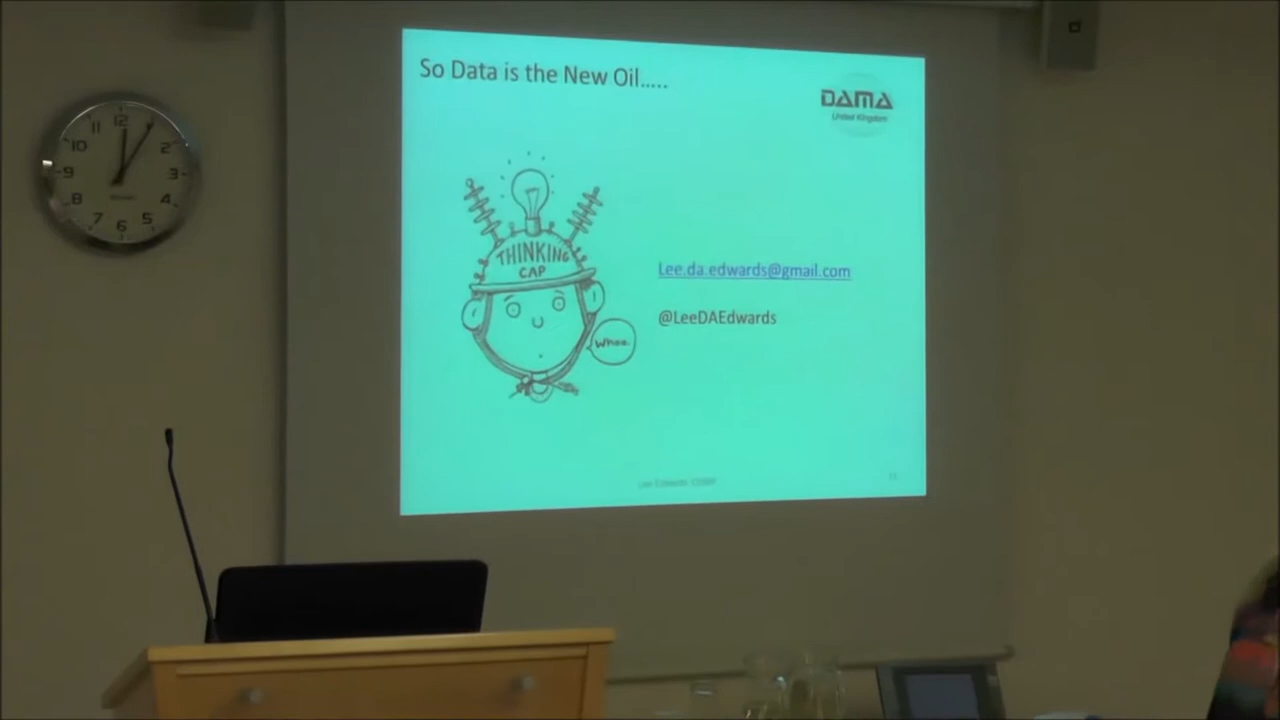 So Data is the New Oil.....
DAMA
United Kingdom
THINKING
CAP
Whoa.
Lee.da.edwards@gmail.com
@LeeDAEdwards
12
1
2
3
4
5
6
7
8
9
10
11